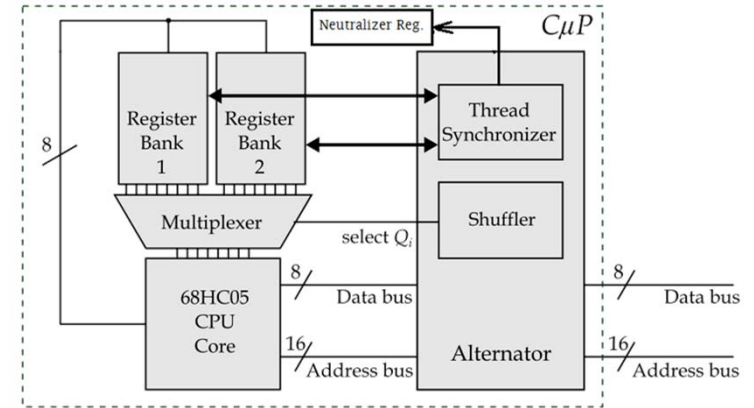 Neutralizer Reg.
CμP
Register
Bank
1
Register
Bank
2
Thread
Synchronizer
8
Multiplexer
Shuffler
select Qi
68HC05
CPU
Core
8
Data bus
8
Data bus
16
Address bus
Alternator
16
Address bus